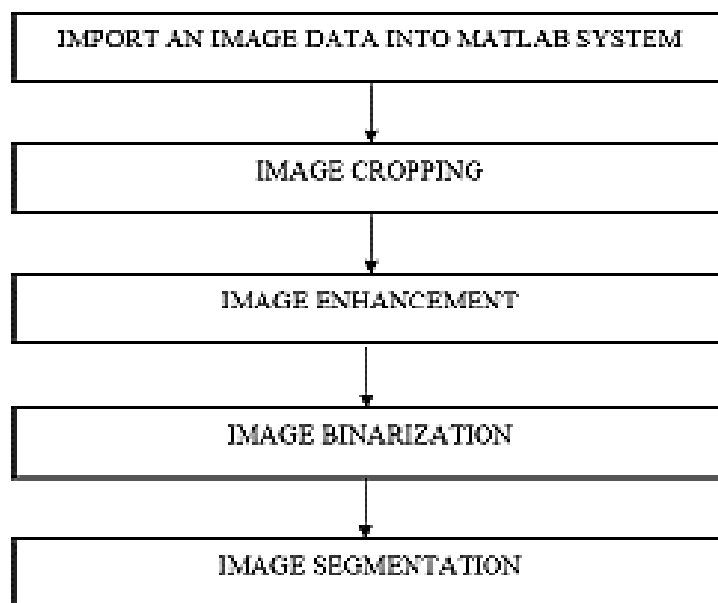 IMPORT AN IMAGE DATA INTO MATLAB SYSTEM
IMAGE CROPPING
IMAGE ENHANCEMENT
IMAGE BINARIZATION
IMAGE SEGMENTATION